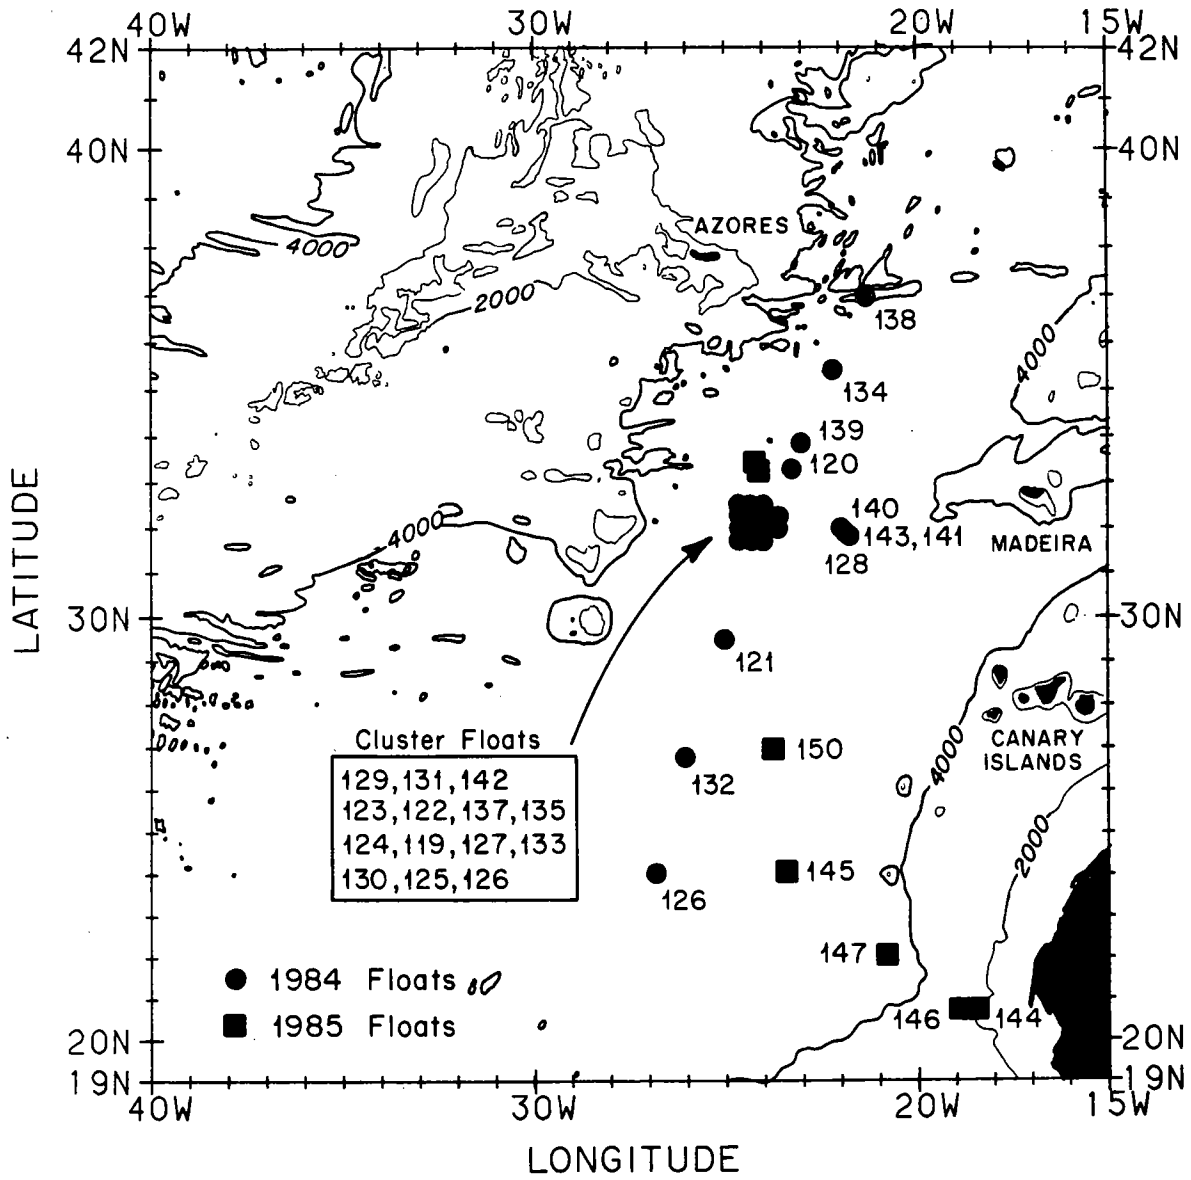 40W 30W 20W 15W
42N 42N
40N 40N
AZORES
4000
2000
138
4000
134
139
120
4000
140
143,141
128
MADEIRA
LATITUDE
30N 30N
121
Cluster Floats
129,131,142
123,122,137,135
124,119,127,133
130,125,126
150
132
CANARY
ISLANDS
4000
2000
145
126
147
1984 Floats
1985 Floats
146 144
20N 20N
19N 19N
40W 30W 20W 15W
LONGITUDE